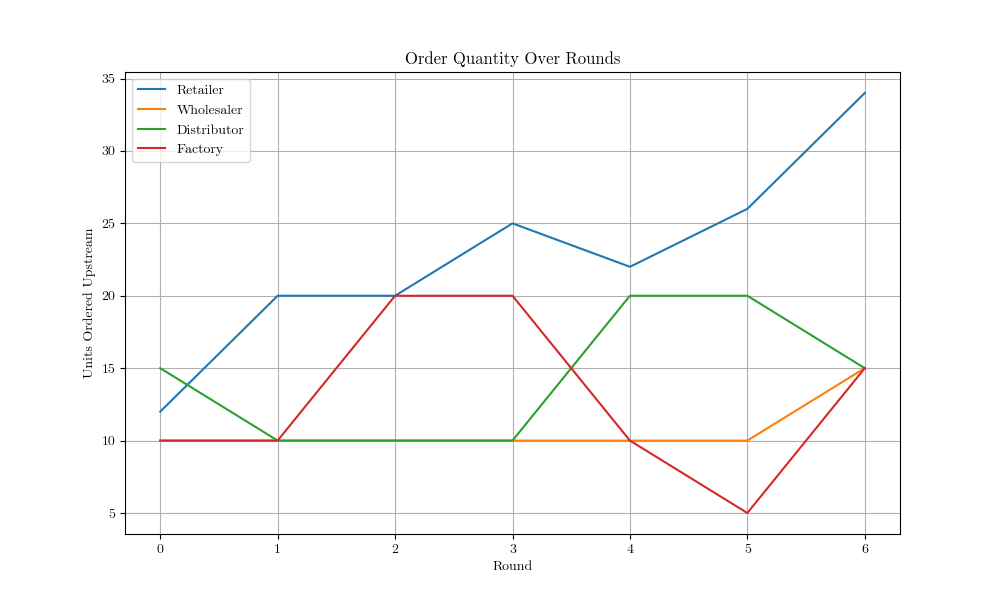 Order Quantity Over Rounds
35
Retailer
Wholesaler
Distributor
Factory
30
25
20
15
10
5
Units Ordered Upstream
0 1 2 3 4 5 6
Round